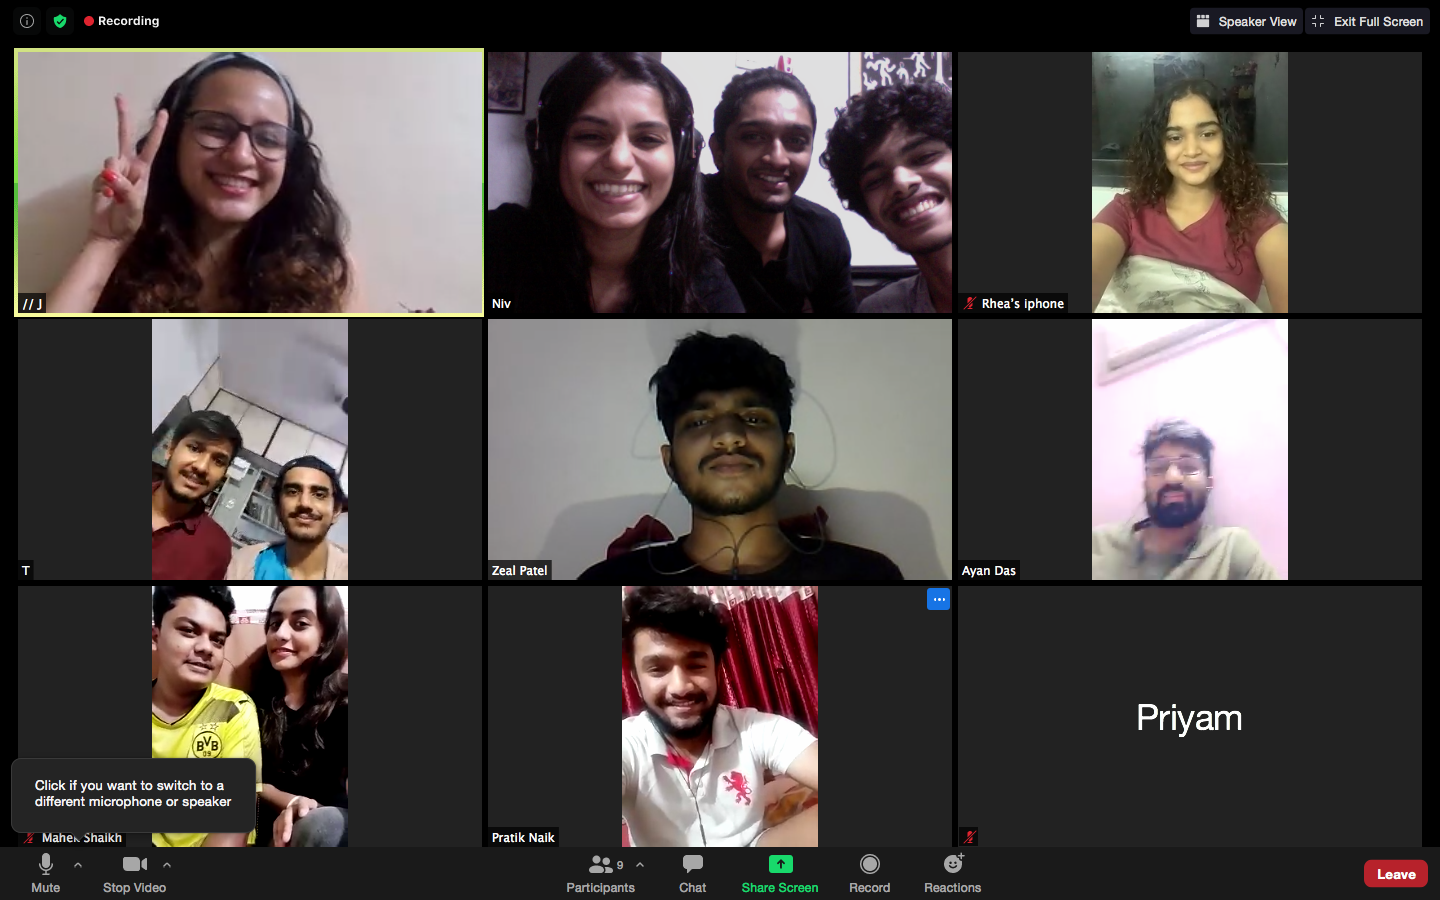 Recording
Speaker View
Exit Full Screen
// J
Niv
Rhea's iphone
T
Zeal Patel
Ayan Das
BVB
09
Priyam
Click if you want to switch to a
different microphone or speaker
Mahek Shaikh
Pratik Naik
Mute
Stop Video
Participants
9
Chat
Share Screen
Record
Reactions
Leave